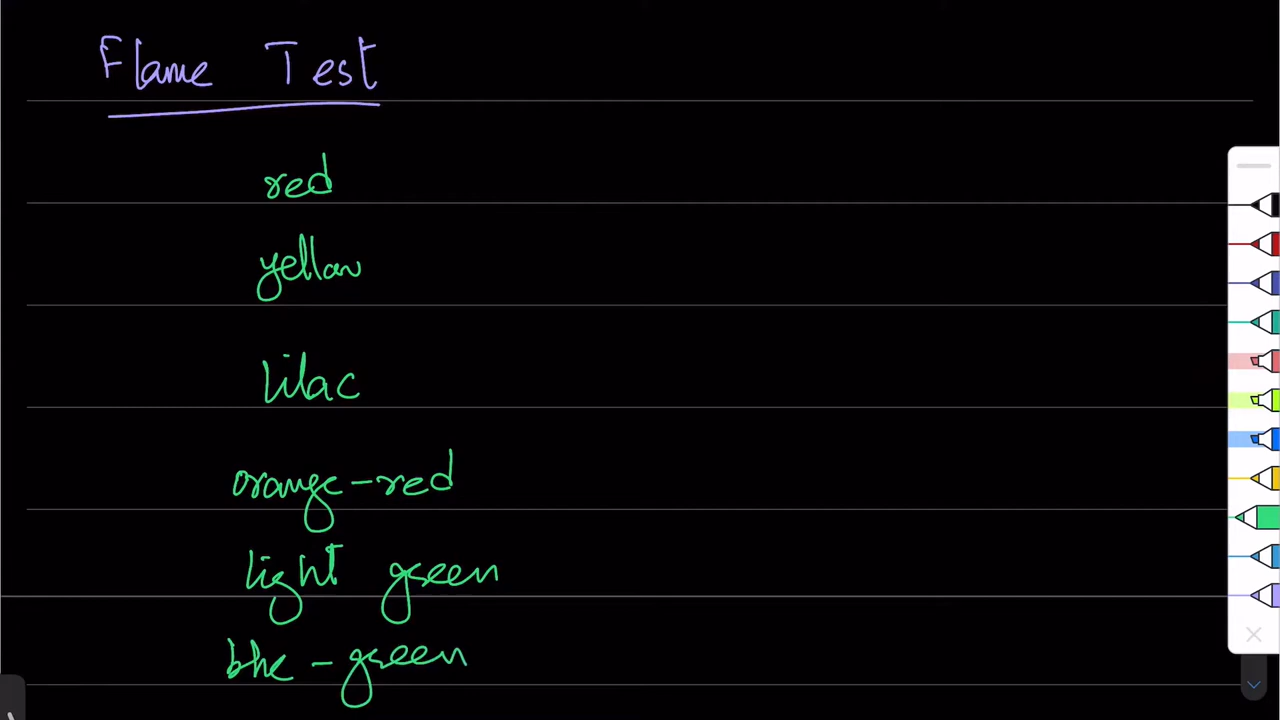 Flame Test
red
yellow
lilac
orange-red
light green
blue - green